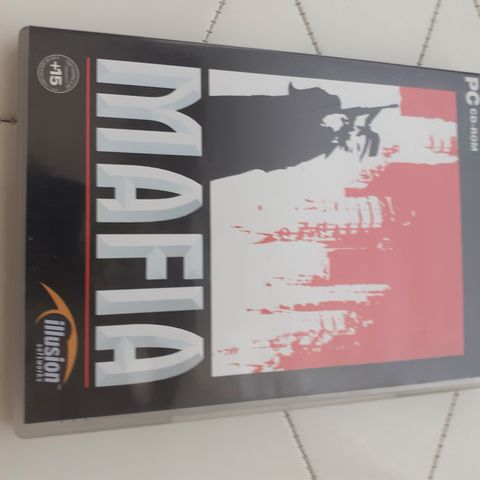 PC CD-ROM
MAFIA
+15
illusion
softworks